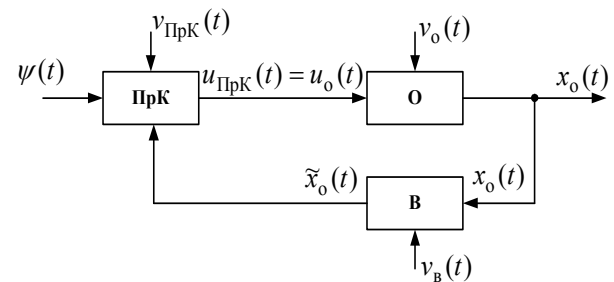 v_ПрК(t)
v_о(t)
ψ(t)
ПрК
u_ПрК(t) = u_о(t)
О
x_о(t)
x̃_о(t)
В
x_о(t)
v_в(t)